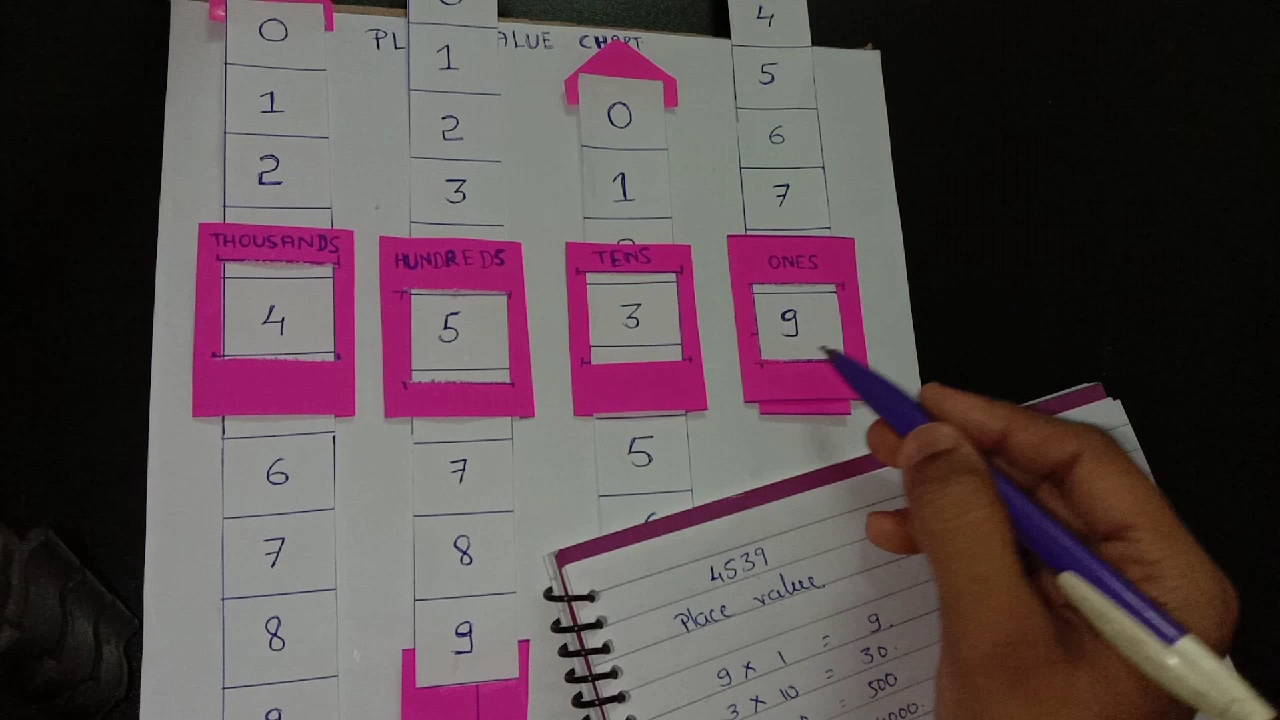 PL ALUE CHART
THOUSANDS HUNDREDS TENS ONES
0 1 2 4 6 7 8
1 2 3 5 7 8 9
0 1 3 5
4 5 6 7 9
4539
Place value
9 x 1 = 9.
3 x 10 = 30.
= 500